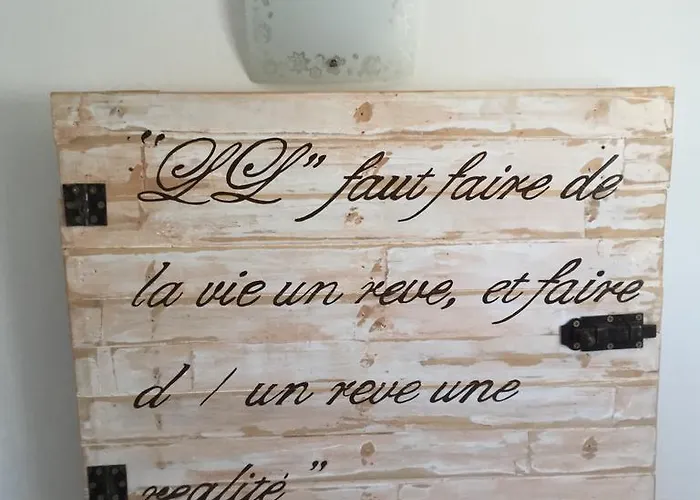 "LL" faut faire de
la vie un reve, et faire
d / un reve une
realité"